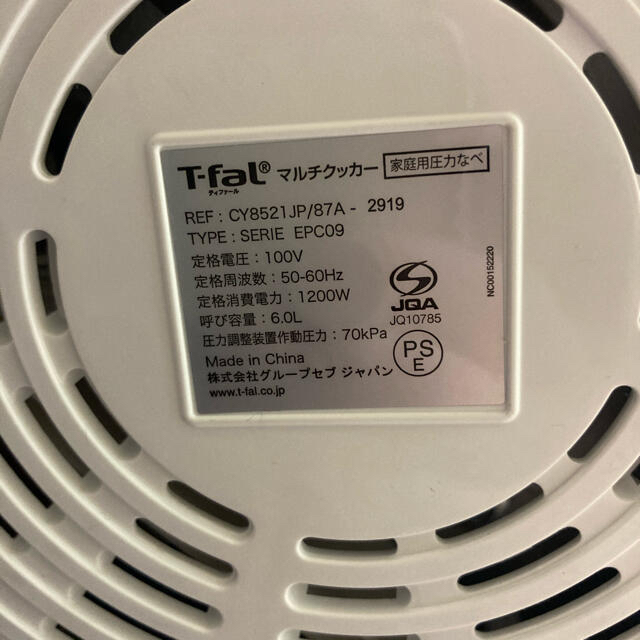 T-fal® マルチクッカー 家庭用圧力なべ
ティファール
REF : CY8521JP/87A - 2919
TYPE : SERIE EPC09
定格電圧 : 100V
定格周波数 : 50-60Hz
定格消費電力 : 1200W
呼び容量 : 6.0L
圧力調整装置作動圧力 : 70kPa
Made in China
株式会社グループセブ ジャパン
www.t-fal.co.jp
JQA
JQ10785
PS
E
NC00152220